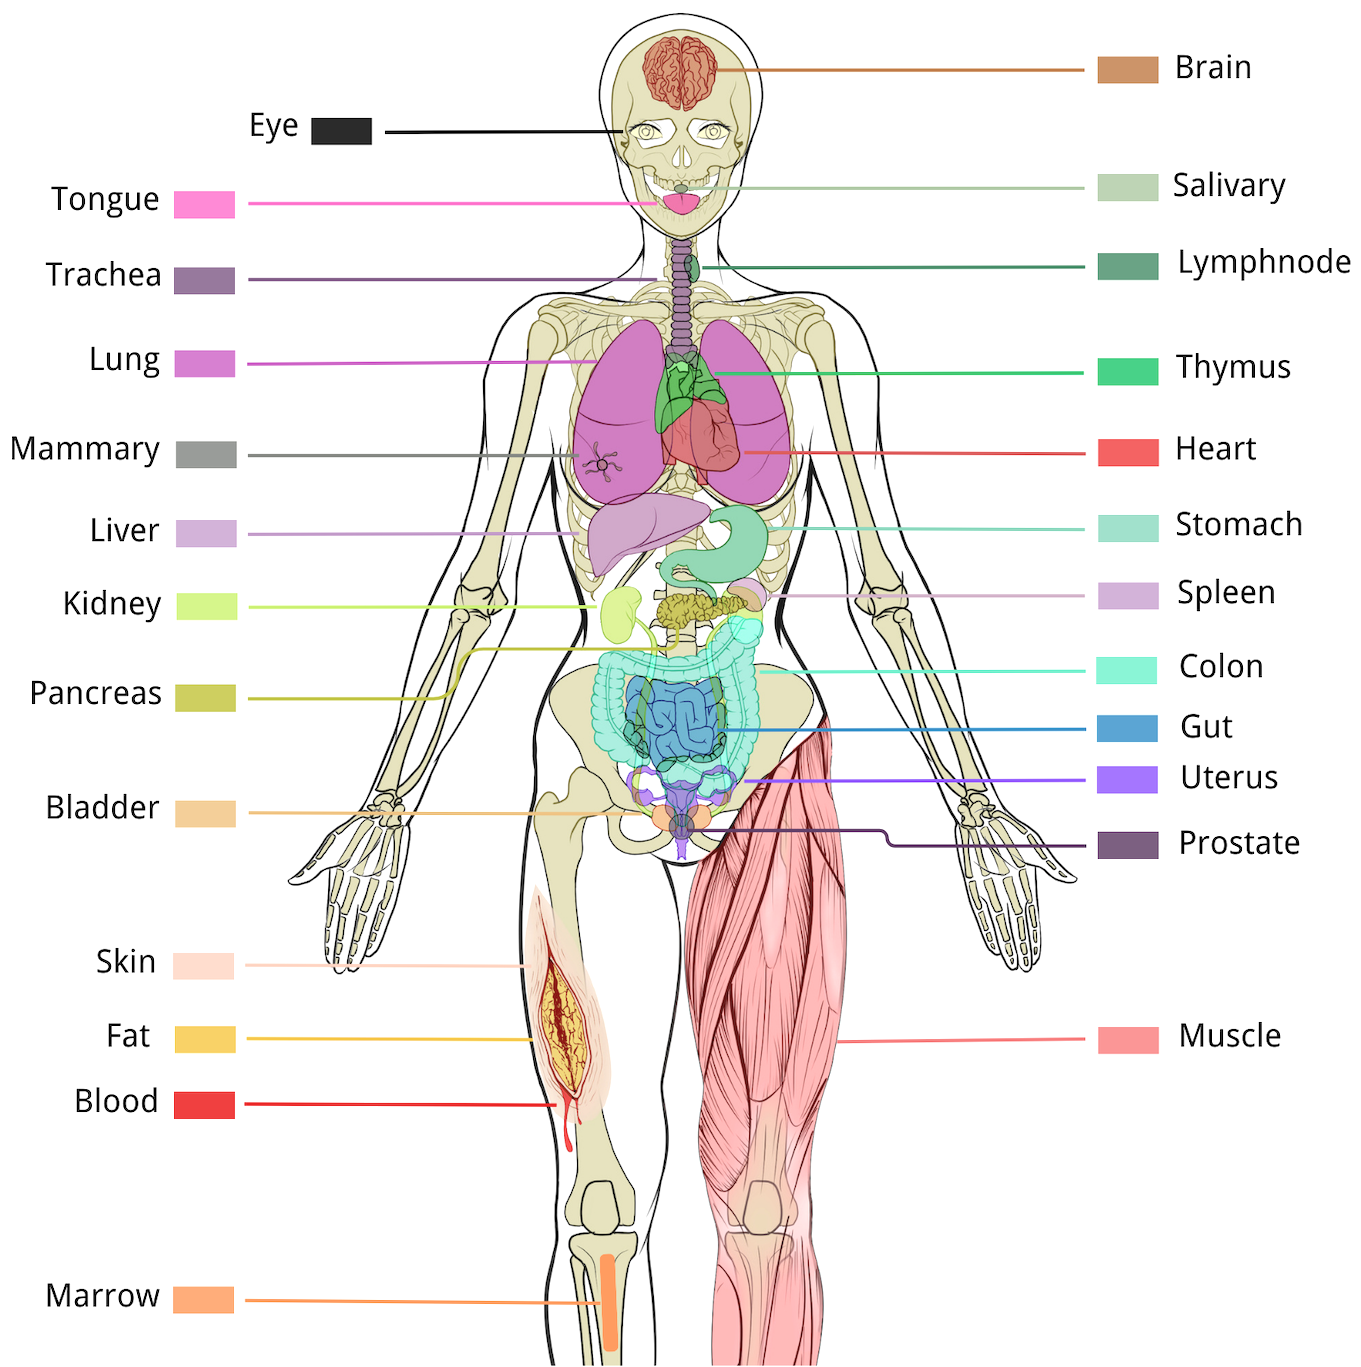 Eye
Tongue
Trachea
Lung
Mammary
Liver
Kidney
Pancreas
Bladder
Skin
Fat
Blood
Marrow
Brain
Salivary
Lymphnode
Thymus
Heart
Stomach
Spleen
Colon
Gut
Uterus
Prostate
Muscle